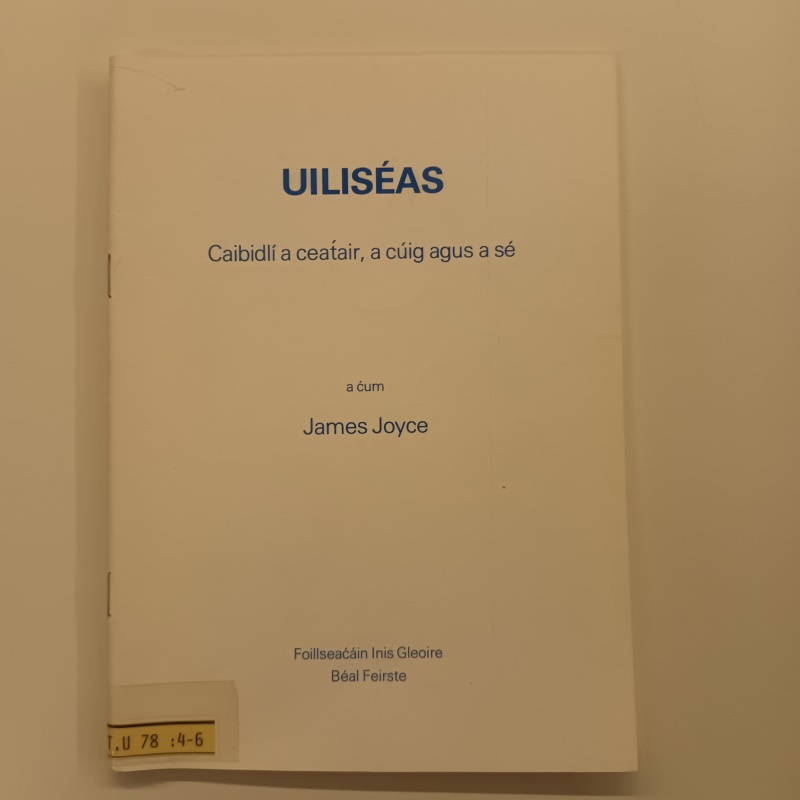 UILISÉAS
Caibidlí a ceaṫair, a cúig agus a sé
a ċum
James Joyce
Foillseaċáin Inis Gleoire
Béal Feirste
T.U 78 :4-6